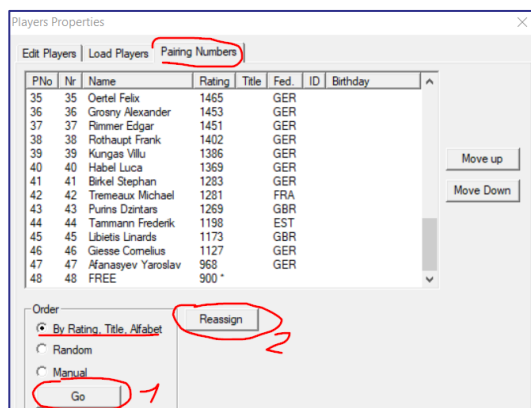 Players Properties
Edit Players Load Players Pairing Numbers
PNo Nr Name Rating Title Fed. ID Birthday
35 35 Oertel Felix 1465 GER
36 36 Grosny Alexander 1453 GER
37 37 Rimmer Edgar 1451 GER
38 38 Rothaupt Frank 1402 GER
39 39 Kungas Villu 1386 GER
40 40 Habel Luca 1369 GER
41 41 Birkel Stephan 1283 GER
42 42 Tremeaux Michael 1281 FRA
43 43 Purins Dzintars 1269 GBR
44 44 Tammann Frederik 1198 EST
45 45 Libietis Linards 1173 GBR
46 46 Giesse Cornelius 1127 GER
47 47 Afanasyev Yaroslav 968 GER
48 48 FREE 900 *
Move up
Move Down
Order
By Rating, Title, Alfabet
Reassign
2
Random
Manual
Go 1